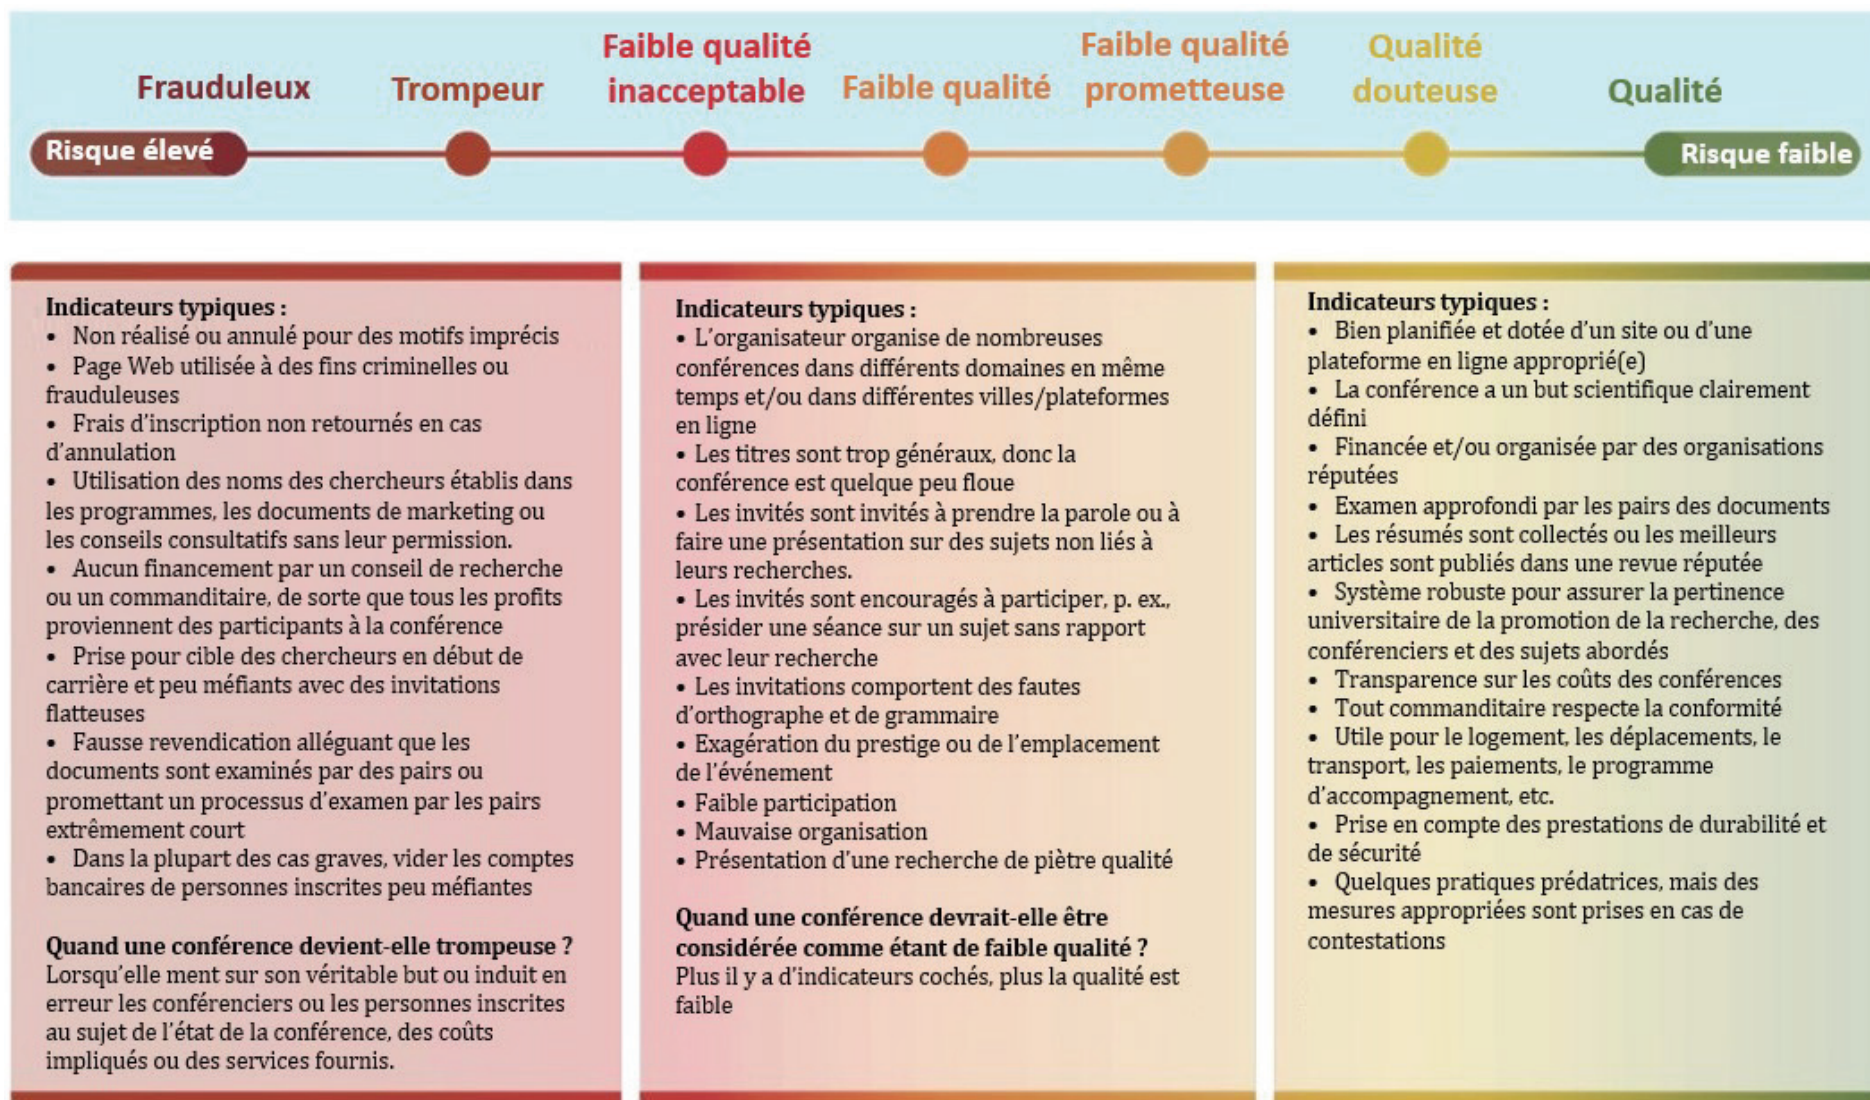 Frauduleux
Trompeur
Faible qualité
inacceptable
Faible qualité
Faible qualité
prometteuse
Qualité
douteuse
Qualité
Risque élevé
Risque faible
Indicateurs typiques :
• Non réalisé ou annulé pour des motifs imprécis
• Page Web utilisée à des fins criminelles ou
frauduleuses
• Frais d'inscription non retournés en cas
d'annulation
• Utilisation des noms des chercheurs établis dans
les programmes, les documents de marketing ou
les conseils consultatifs sans leur permission.
• Aucun financement par un conseil de recherche
ou un commanditaire, de sorte que tous les profits
proviennent des participants à la conférence
• Prise pour cible des chercheurs en début de
carrière et peu méfiants avec des invitations
flatteuses
• Fausse revendication alléguant que les
documents sont examinés par des pairs ou
promettant un processus d'examen par les pairs
extrêmement court
• Dans la plupart des cas graves, vider les comptes
bancaires de personnes inscrites peu méfiantes
Quand une conférence devient-elle trompeuse ?
Lorsqu'elle ment sur son véritable but ou induit en
erreur les conférenciers ou les personnes inscrites
au sujet de l'état de la conférence, des coûts
impliqués ou des services fournis.
Indicateurs typiques :
• L'organisateur organise de nombreuses
conférences dans différents domaines en même
temps et/ou dans différentes villes/plateformes
en ligne
• Les titres sont trop généraux, donc la
conférence est quelque peu floue
• Les invités sont invités à prendre la parole ou à
faire une présentation sur des sujets non liés à
leurs recherches.
• Les invités sont encouragés à participer, p. ex.,
présider une séance sur un sujet sans rapport
avec leur recherche
• Les invitations comportent des fautes
d'orthographe et de grammaire
• Exagération du prestige ou de l'emplacement
de l'événement
• Faible participation
• Mauvaise organisation
• Présentation d'une recherche de piètre qualité
Quand une conférence devrait-elle être
considérée comme étant de faible qualité ?
Plus il y a d'indicateurs cochés, plus la qualité est
faible
Indicateurs typiques :
• Bien planifiée et dotée d'un site ou d'une
plateforme en ligne approprié(e)
• La conférence a un but scientifique clairement
défini
• Financée et/ou organisée par des organisations
réputées
• Examen approfondi par les pairs des documents
• Les résumés sont collectés ou les meilleurs
articles sont publiés dans une revue réputée
• Système robuste pour assurer la pertinence
universitaire de la promotion de la recherche, des
conférenciers et des sujets abordés
• Transparence sur les coûts des conférences
• Tout commanditaire respecte la conformité
• Utile pour le logement, les déplacements, le
transport, les paiements, le programme
d'accompagnement, etc.
• Prise en compte des prestations de durabilité et
de sécurité
• Quelques pratiques prédatrices, mais des
mesures appropriées sont prises en cas de
contestations